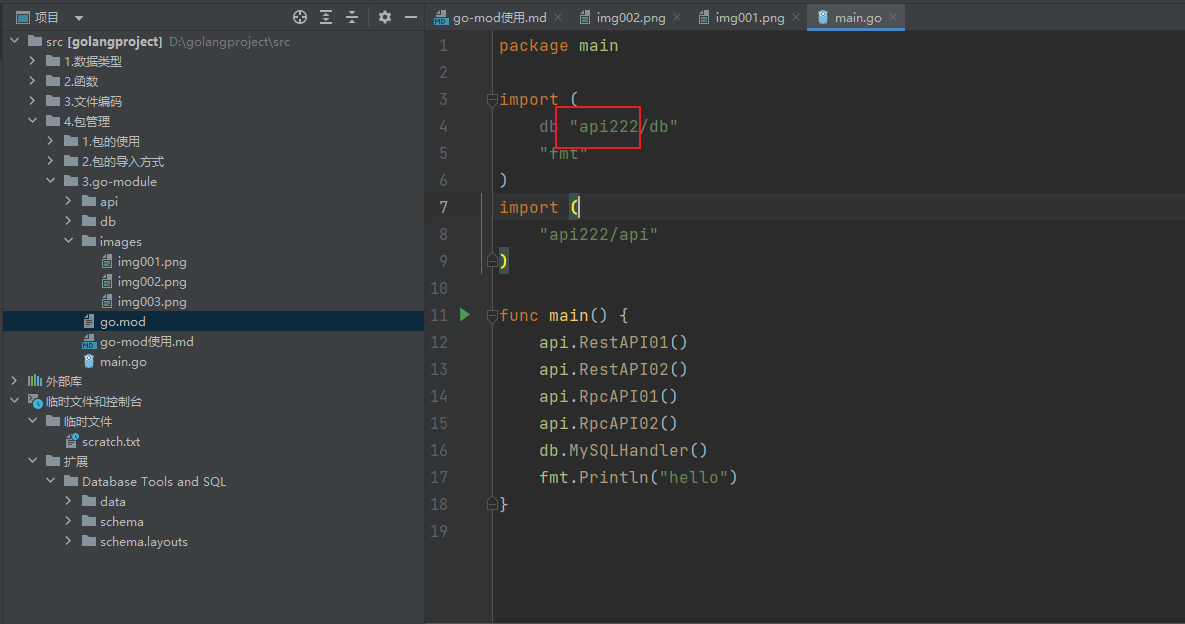 项目
src [golangproject] D:\golangproject\src
1.数据类型
2.函数
3.文件编码
4.包管理
1.包的使用
2.包的导入方式
3.go-module
api
db
images
img001.png
img002.png
img003.png
go.mod
go-mod使用.md
main.go
外部库
临时文件和控制台
临时文件
scratch.txt
扩展
Database Tools and SQL
data
schema
schema.layouts
go-mod使用.md img002.png img001.png main.go
1 package main
2
3 import (
4 db "api222/db"
5 "fmt"
6 )
7 import (
8 "api222/api"
9 )
10
11 func main() {
12 api.RestAPI01()
13 api.RestAPI02()
14 api.RpcAPI01()
15 api.RpcAPI02()
16 db.MySQLHandler()
17 fmt.Println("hello")
18 }
19